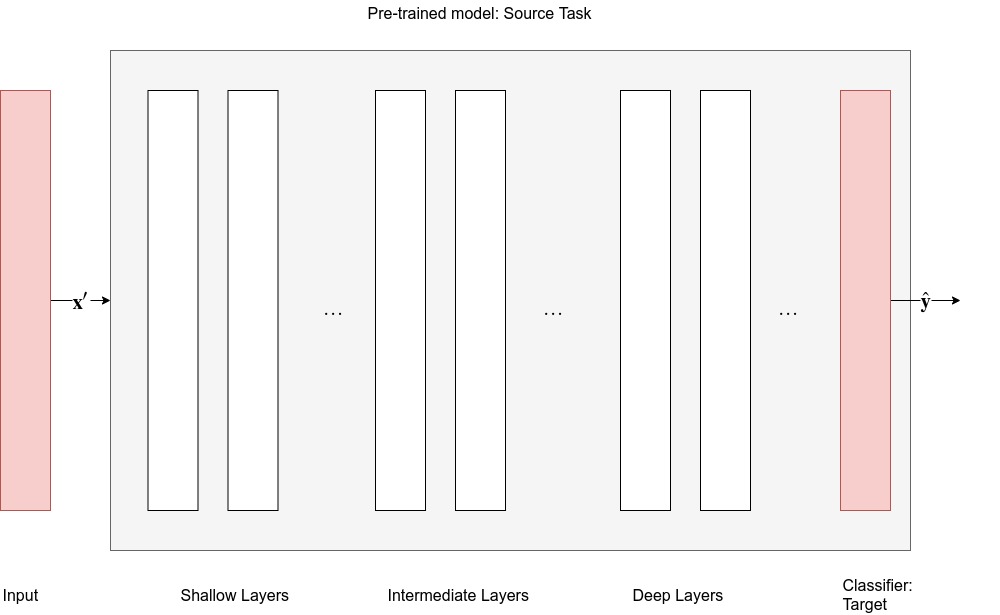 Pre-trained model: Source Task
x′
...
...
...
ŷ
Input
Shallow Layers
Intermediate Layers
Deep Layers
Classifier:
Target